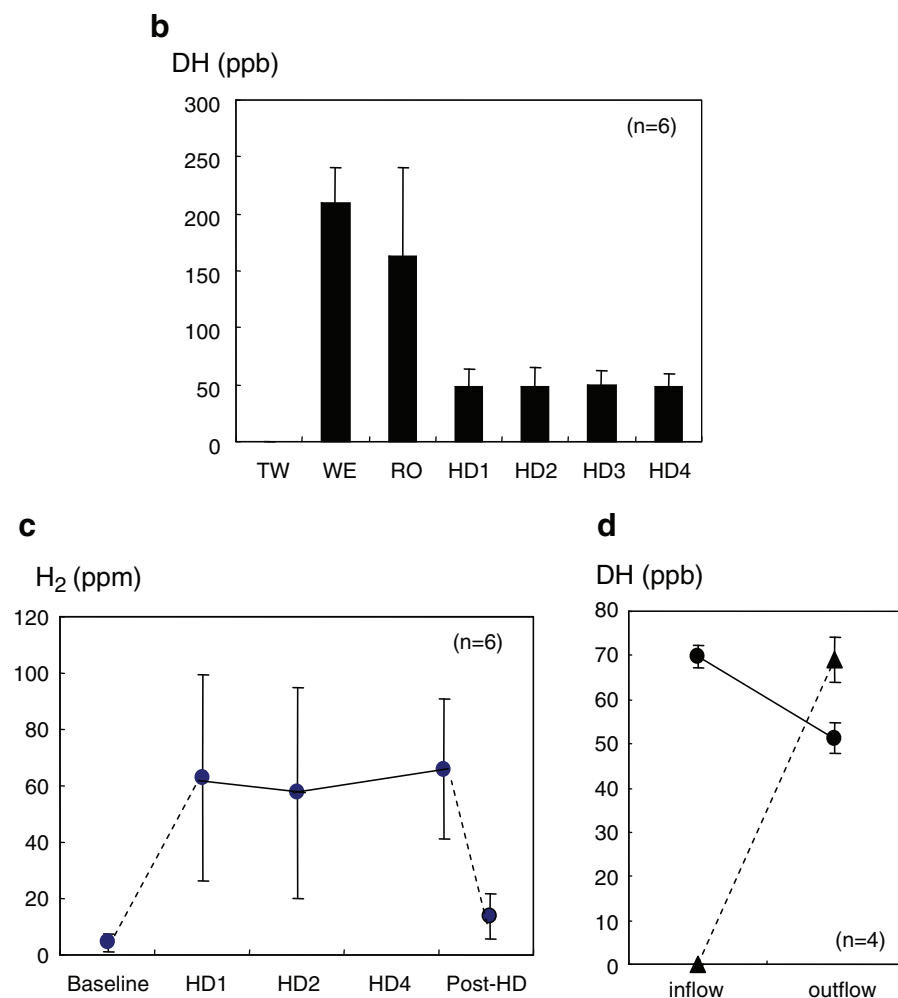 b
DH (ppb)
300
250
200
150
100
50
0
(n=6)
TW WE RO HD1 HD2 HD3 HD4
c
H2 (ppm)
120
100
80
60
40
20
0
(n=6)
Baseline HD1 HD2 HD4 Post-HD
d
DH (ppb)
80
70
60
50
40
30
20
10
0
(n=4)
inflow outflow